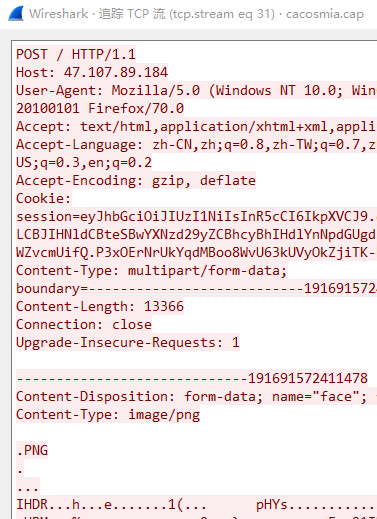 Wireshark · 追踪 TCP 流 (tcp.stream eq 31) · cacosmia.cap
POST / HTTP/1.1
Host: 47.107.89.184
User-Agent: Mozilla/5.0 (Windows NT 10.0; Win
20100101 Firefox/70.0
Accept: text/html,application/xhtml+xml,appli
Accept-Language: zh-CN,zh;q=0.8,zh-TW;q=0.7,z
US;q=0.3,en;q=0.2
Accept-Encoding: gzip, deflate
Cookie:
session=eyJhbGciOiJIUzI1NiIsInR5cCI6IkpXVCJ9.
LCBJIHNldCBteSBwYXNzd29yZCBhcyBhIHdlYnNpdGUgd
WZvcmUifQ.P3xOErNrUkYqdMBoo8WvU63kUVyOkZjiTK-
Content-Type: multipart/form-data;
boundary=---------------------------191691572
Content-Length: 13366
Connection: close
Upgrade-Insecure-Requests: 1
-----------------------------191691572411478
Content-Disposition: form-data; name="face";
Content-Type: image/png
.PNG
.
...
IHDR...h...e.......1(... pHYs............